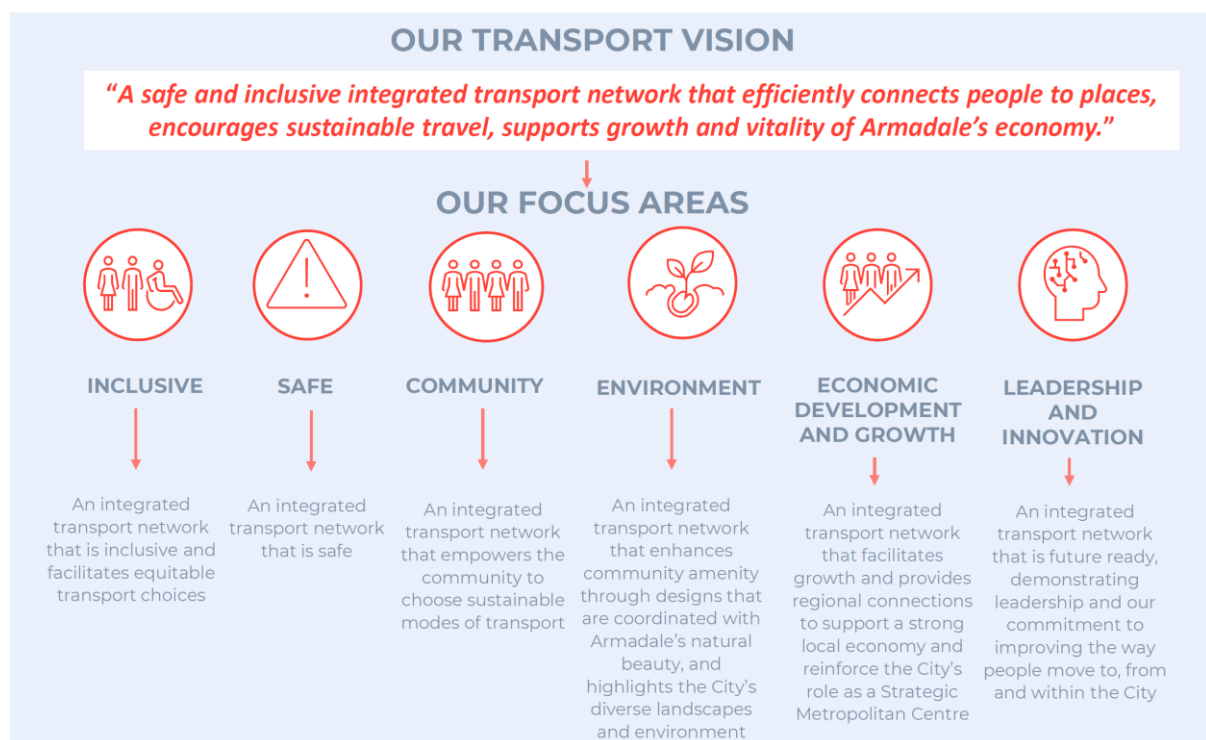 OUR TRANSPORT VISION
“A safe and inclusive integrated transport network that efficiently connects people to places,
encourages sustainable travel, supports growth and vitality of Armadale’s economy.”
OUR FOCUS AREAS
INCLUSIVE
An integrated
transport network
that is inclusive and
facilitates equitable
transport choices
SAFE
An integrated
transport network
that is safe
COMMUNITY
An integrated
transport network
that empowers the
community to
choose sustainable
modes of transport
ENVIRONMENT
An integrated
transport network
that enhances
community amenity
through designs that
are coordinated with
Armadale’s natural
beauty, and
highlights the City’s
diverse landscapes
and environment
ECONOMIC
DEVELOPMENT
AND GROWTH
An integrated
transport network
that facilitates
growth and provides
regional connections
to support a strong
local economy and
reinforce the City’s
role as a Strategic
Metropolitan Centre
LEADERSHIP
AND
INNOVATION
An integrated
transport network
that is future ready,
demonstrating
leadership and our
commitment to
improving the way
people move to, from
and within the City